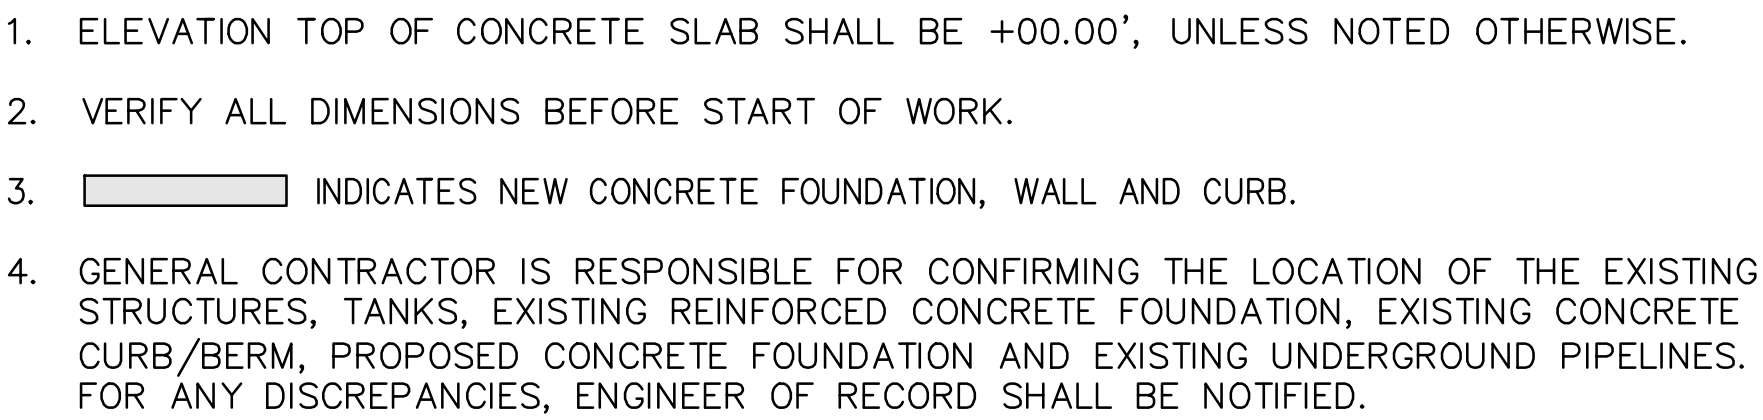 1. ELEVATION TOP OF CONCRETE SLAB SHALL BE +00.00', UNLESS NOTED OTHERWISE.
2. VERIFY ALL DIMENSIONS BEFORE START OF WORK.
3. INDICATES NEW CONCRETE FOUNDATION, WALL AND CURB.
4. GENERAL CONTRACTOR IS RESPONSIBLE FOR CONFIRMING THE LOCATION OF THE EXISTING
STRUCTURES, TANKS, EXISTING REINFORCED CONCRETE FOUNDATION, EXISTING CONCRETE
CURB/BERM, PROPOSED CONCRETE FOUNDATION AND EXISTING UNDERGROUND PIPELINES.
FOR ANY DISCREPANCIES, ENGINEER OF RECORD SHALL BE NOTIFIED.